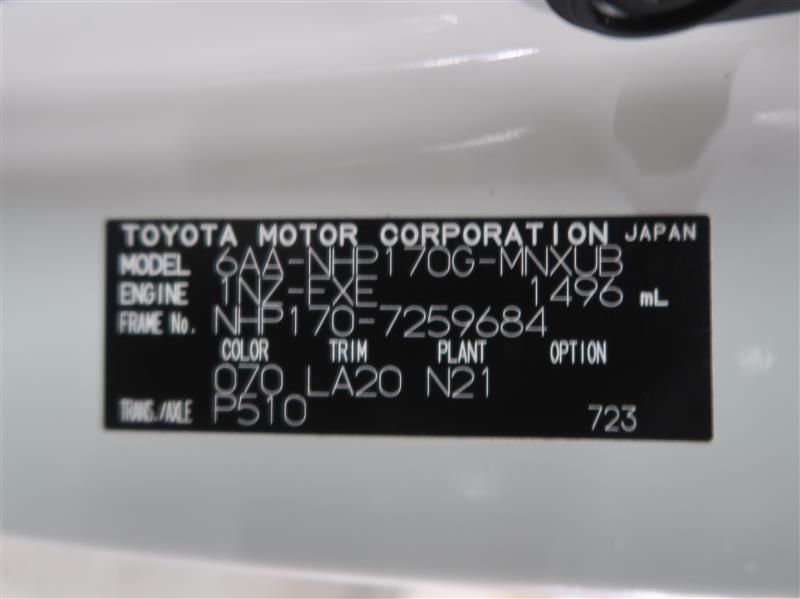 TOYOTA MOTOR CORPORATION JAPAN
MODEL 6AA-NHP170G-MNXUB
ENGINE 1NZ-FXE 1496 mL
FRAME No. NHP170-7259684
COLOR TRIM PLANT OPTION
070 LA20 N21
TRANS./AXLE P510 723